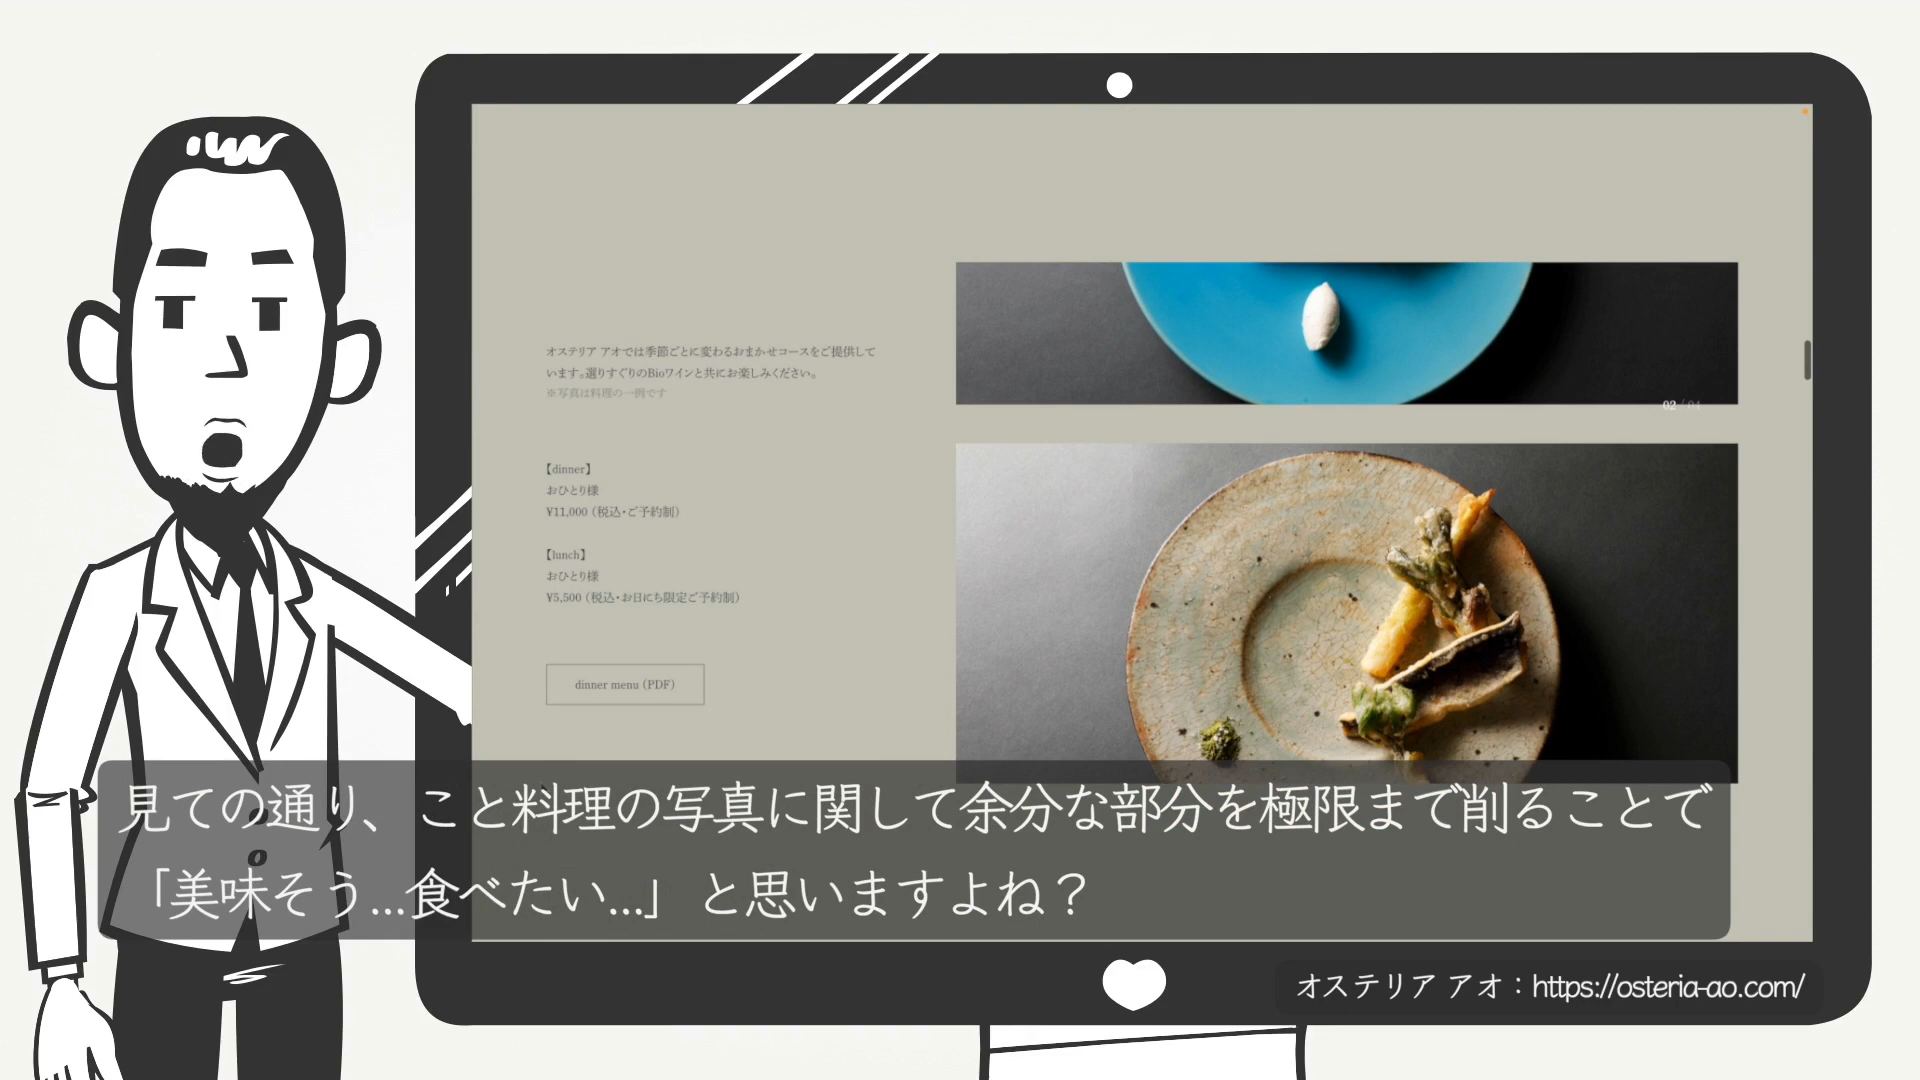 オステリア アオでは季節ごとに変わるおまかせコースをご提供して
います。選りすぐりのBioワインと共にお楽しみください。
※写真は料理の一例です
【dinner】
おひとり様
¥11,000（税込・ご予約制）
【lunch】
おひとり様
¥5,500（税込・お日にち限定ご予約制）
dinner menu（PDF）
02 / 04
見ての通り、こと料理の写真に関して余分な部分を極限まで削ることで
「美味そう...食べたい...」と思いますよね？
オステリア アオ：https://osteria-ao.com/